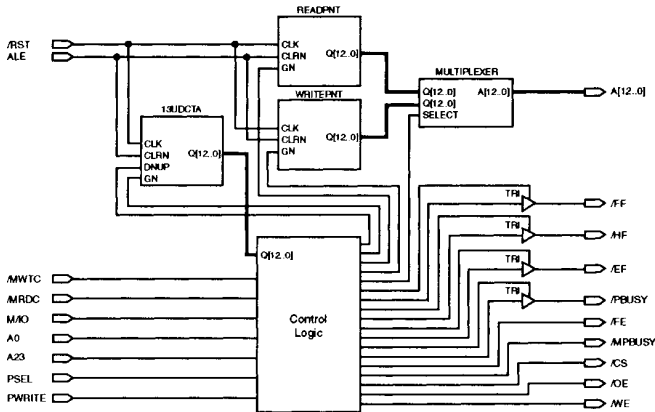 READPNT
/RST
ALE
CLK
CLRN
GN
Q[12..0]
MULTIPLEXER
Q[12..0]
Q[12..0]
SELECT
A[12..0]
A[12..0]
WRITEPNT
CLK
CLRN
GN
Q[12..0]
13UDCTA
CLK
CLRN
DNUP
GN
Q[12..0]
Q[12..0]
Control
Logic
/MWTC
/MRDC
M/IO
A0
A23
PSEL
PWRITE
TRI
/FF
TRI
/HF
TRI
/EF
TRI
/PBUSY
/FE
/MPBUSY
/CS
/OE
/WE